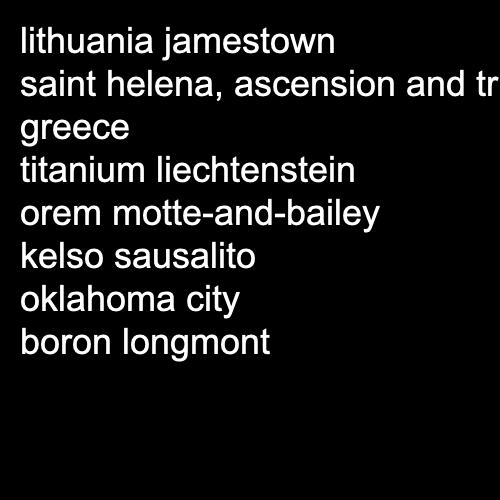 lithuania jamestown
saint helena, ascension and tr
greece
titanium liechtenstein
orem motte-and-bailey
kelso sausalito
oklahoma city
boron longmont